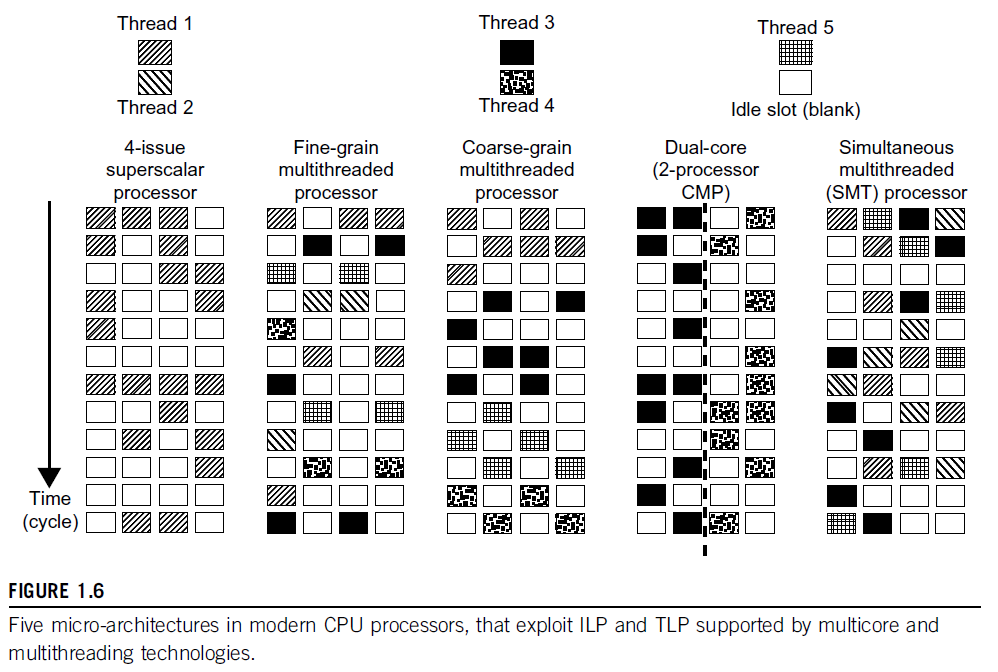 Thread 1
Thread 2
Thread 3
Thread 4
Thread 5
Idle slot (blank)
4-issue
superscalar
processor
Fine-grain
multithreaded
processor
Coarse-grain
multithreaded
processor
Dual-core
(2-processor
CMP)
Simultaneous
multithreaded
(SMT) processor
Time
(cycle)
FIGURE 1.6
Five micro-architectures in modern CPU processors, that exploit ILP and TLP supported by multicore and
multithreading technologies.